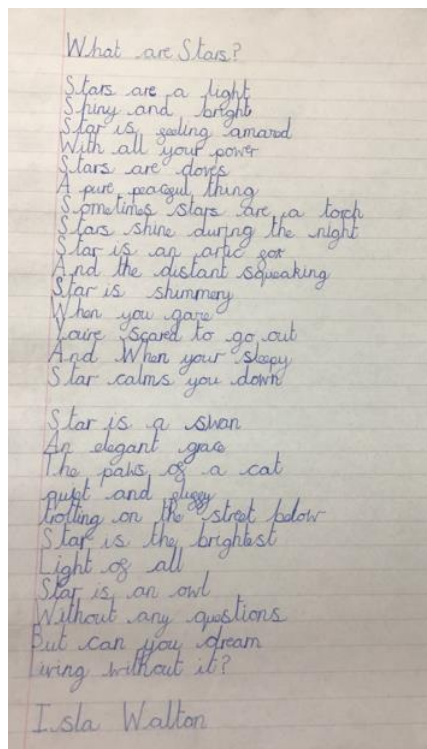 What are Stars?
Stars are a light
Shiny and bright
Star is feeling amazed
With all your power
Stars are doves
A pure peaceful thing
Sometimes stars are a torch
Stars shine during the night
Star is an artic fox
And the distant squeaking
Star is shimmery
When you gaze
You're scared to go out
And When your sleepy
Star calms you down
Star is a swan
An elegant grace
The paws of a cat
quiet and fluffy
trotting on the street below
Star is the brightest
Light of all
Star is an owl
Without any questions
But can you dream
Living without it?
Isla Walton